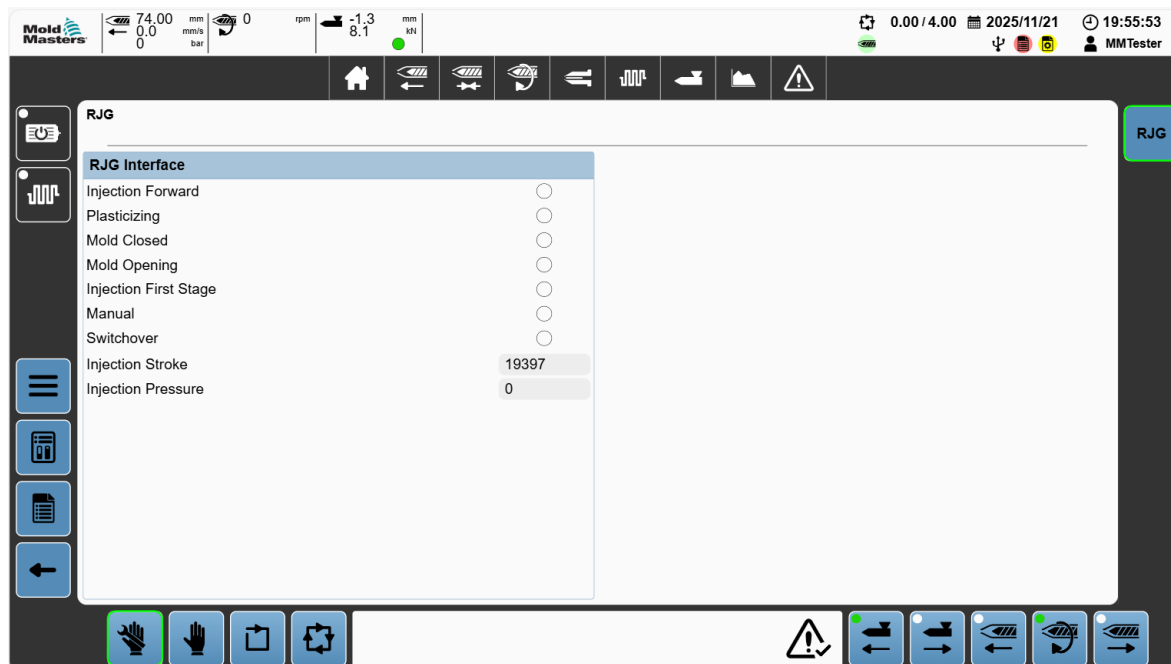 Mold
Masters
74.00 mm
0.0 mm/s
0 bar
0 rpm
-1.3 mm
8.1 kN
0.00 / 4.00
2025/11/21
19:55:53
MMTester
RJG
RJG
RJG Interface
Injection Forward
Plasticizing
Mold Closed
Mold Opening
Injection First Stage
Manual
Switchover
Injection Stroke 19397
Injection Pressure 0